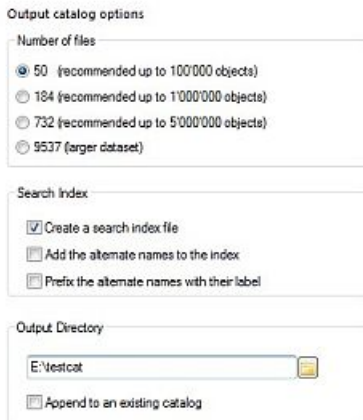 Output catalog options
Number of files
50 (recommended up to 100'000 objects)
184 (recommended up to 1'000'000 objects)
732 (recommended up to 5'000'000 objects)
9537 (larger dataset)
Search Index
Create a search index file
Add the alternate names to the index
Prefix the alternate names with their label
Output Directory
E:\testcat
Append to an existing catalog